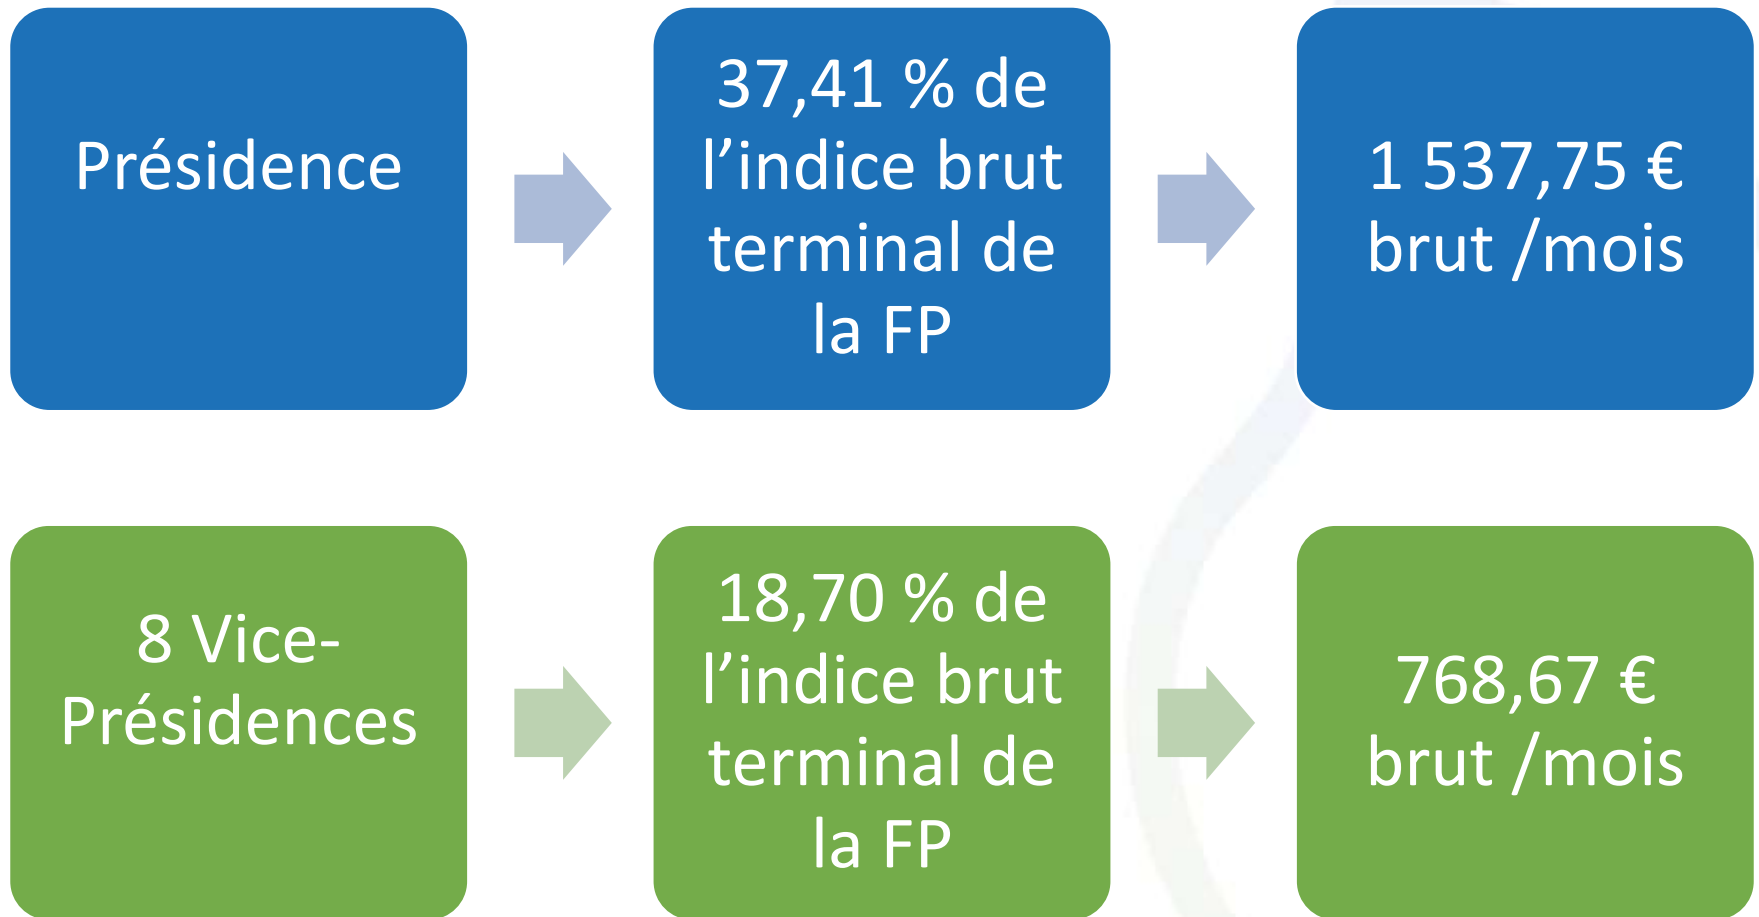 Présidence
37,41 % de
l’indice brut
terminal de
la FP
1 537,75 €
brut /mois
8 Vice-
Présidences
18,70 % de
l’indice brut
terminal de
la FP
768,67 €
brut /mois